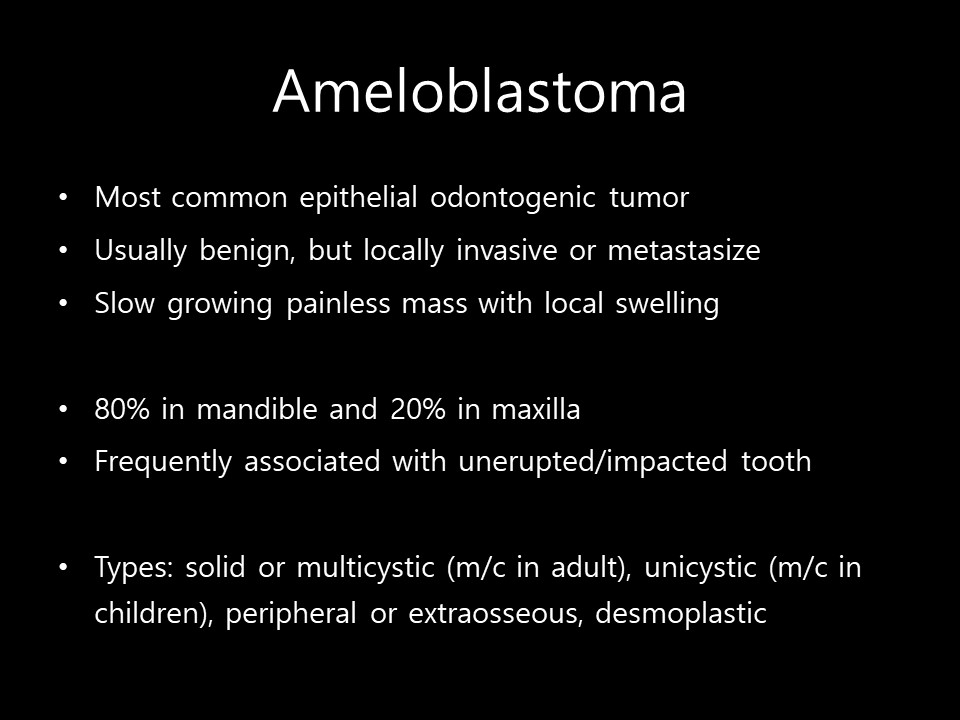 Ameloblastoma
• Most common epithelial odontogenic tumor
• Usually benign, but locally invasive or metastasize
• Slow growing painless mass with local swelling
• 80% in mandible and 20% in maxilla
• Frequently associated with unerupted/impacted tooth
• Types: solid or multicystic (m/c in adult), unicystic (m/c in
children), peripheral or extraosseous, desmoplastic